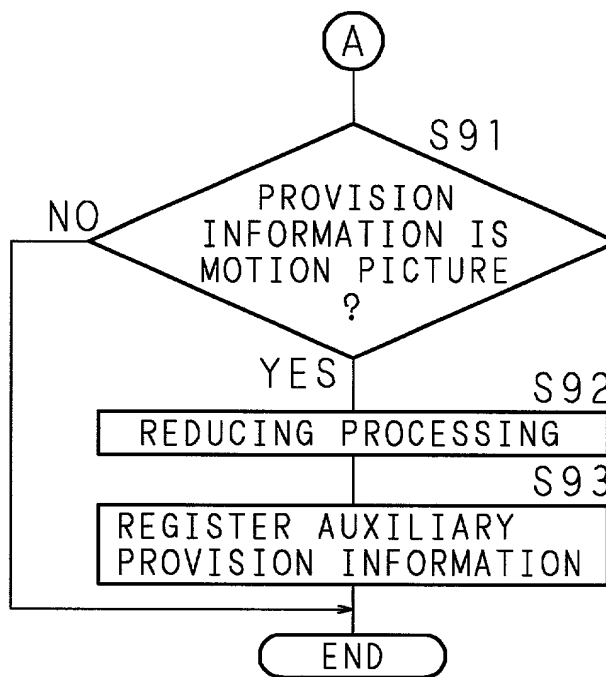 A
S91
PROVISION
INFORMATION IS
MOTION PICTURE
?
NO
YES
S92
REDUCING PROCESSING
S93
REGISTER AUXILIARY
PROVISION INFORMATION
END